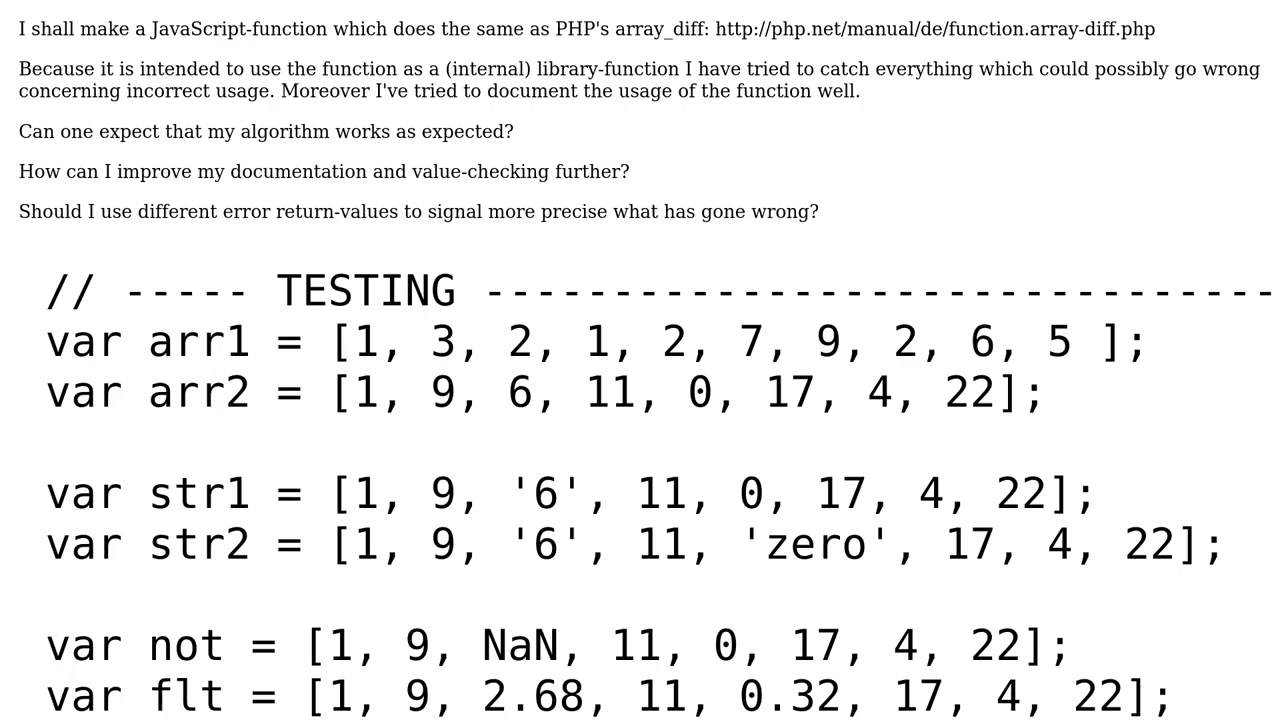 I shall make a JavaScript-function which does the same as PHP's array_diff: http://php.net/manual/de/function.array-diff.php
Because it is intended to use the function as a (internal) library-function I have tried to catch everything which could possibly go wrong
concerning incorrect usage. Moreover I've tried to document the usage of the function well.
Can one expect that my algorithm works as expected?
How can I improve my documentation and value-checking further?
Should I use different error return-values to signal more precise what has gone wrong?
// ----- TESTING -------------------------------
var arr1 = [1, 3, 2, 1, 2, 7, 9, 2, 6, 5 ];
var arr2 = [1, 9, 6, 11, 0, 17, 4, 22];
var str1 = [1, 9, '6', 11, 0, 17, 4, 22];
var str2 = [1, 9, '6', 11, 'zero', 17, 4, 22];
var not = [1, 9, NaN, 11, 0, 17, 4, 22];
var flt = [1, 9, 2.68, 11, 0.32, 17, 4, 22];